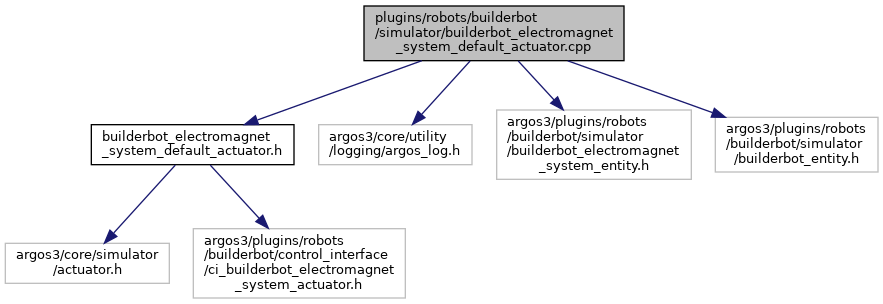 plugins/robots/builderbot
/simulator/builderbot_electromagnet
_system_default_actuator.cpp
builderbot_electromagnet
_system_default_actuator.h
argos3/core/utility
/logging/argos_log.h
argos3/plugins/robots
/builderbot/simulator
/builderbot_electromagnet
_system_entity.h
argos3/plugins/robots
/builderbot/simulator
/builderbot_entity.h
argos3/core/simulator
/actuator.h
argos3/plugins/robots
/builderbot/control_interface
/ci_builderbot_electromagnet
_system_actuator.h